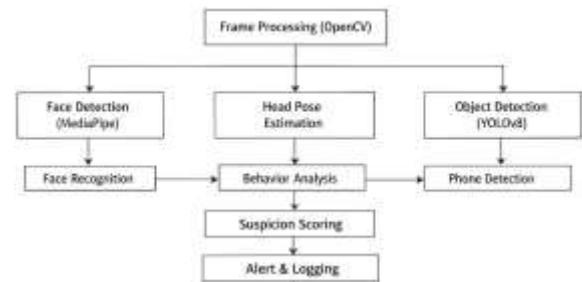 Frame Processing (OpenCV)
Face Detection
(MediaPipe)
Head Pose
Estimation
Object Detection
(YOLOv8)
Face Recognition
Behavior Analysis
Phone Detection
Suspicion Scoring
Alert & Logging